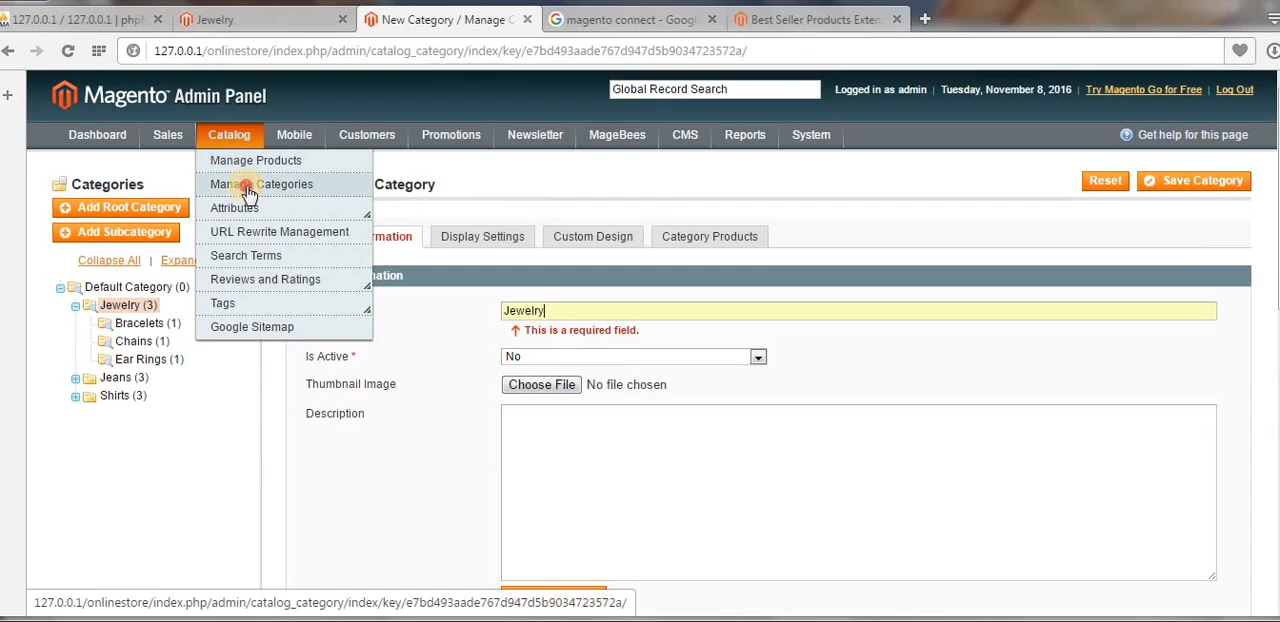 127.0.0.1 / 127.0.0.1 | php
Jewelry
New Category / Manage C
magento connect - Googl
Best Seller Products Exten
127.0.0.1/onlinestore/index.php/admin/catalog_category/index/key/e7bd493aade767d947d5b9034723572a/
Magento Admin Panel
Global Record Search
Logged in as admin
Tuesday, November 8, 2016
Try Magento Go for Free
Log Out
Dashboard
Sales
Catalog
Mobile
Customers
Promotions
Newsletter
MageBees
CMS
Reports
System
Get help for this page
Manage Products
Manage Categories
Attributes
URL Rewrite Management
Search Terms
Reviews and Ratings
Tags
Google Sitemap
Categories
Add Root Category
Add Subcategory
Collapse All | Expan
Default Category (0)
Jewelry (3)
Bracelets (1)
Chains (1)
Ear Rings (1)
Jeans (3)
Shirts (3)
Category
Reset
Save Category
rmation
Display Settings
Custom Design
Category Products
mation
Jewelry
This is a required field.
Is Active *
No
Thumbnail Image
Choose File No file chosen
Description
127.0.0.1/onlinestore/index.php/admin/catalog_category/index/key/e7bd493aade767d947d5b9034723572a/